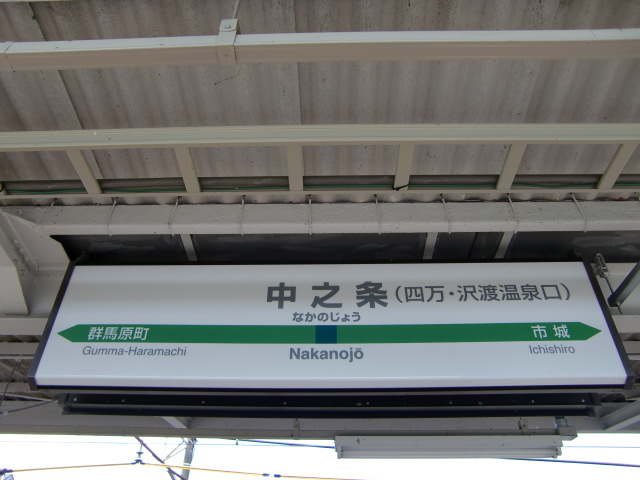 中之条(四万・沢渡温泉口)
なかのじょう
群馬原町 市城
Gumma-Haramachi Nakanojō Ichishiro